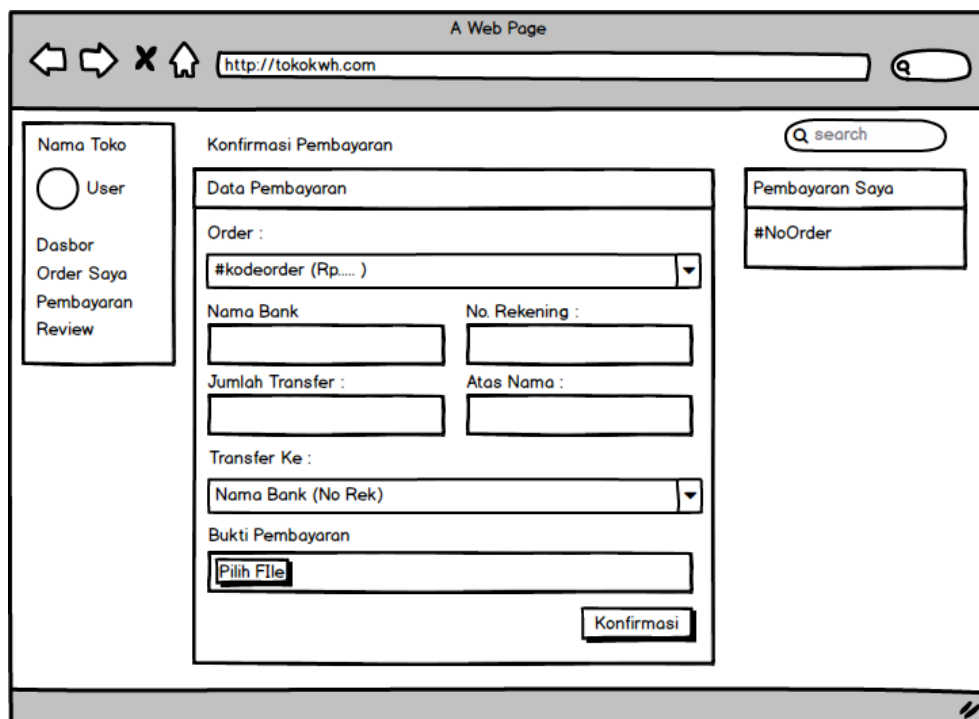 A Web Page
http://tokokwh.com
search
Nama Toko
User
Dasbor
Order Saya
Pembayaran
Review
Konfirmasi Pembayaran
Data Pembayaran
Order :
#kodeorder (Rp..... )
Nama Bank
No. Rekening :
Jumlah Transfer :
Atas Nama :
Transfer Ke :
Nama Bank (No Rek)
Bukti Pembayaran
Pilih FIle
Konfirmasi
Pembayaran Saya
#NoOrder